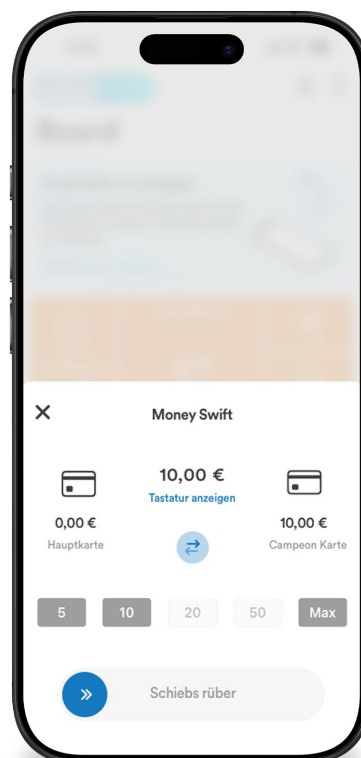 Money Swift
10,00 €
Tastatur anzeigen
0,00 €
10,00 €
Hauptkarte
Campeon Karte
5 10 20 50 Max
Schiebs rüber